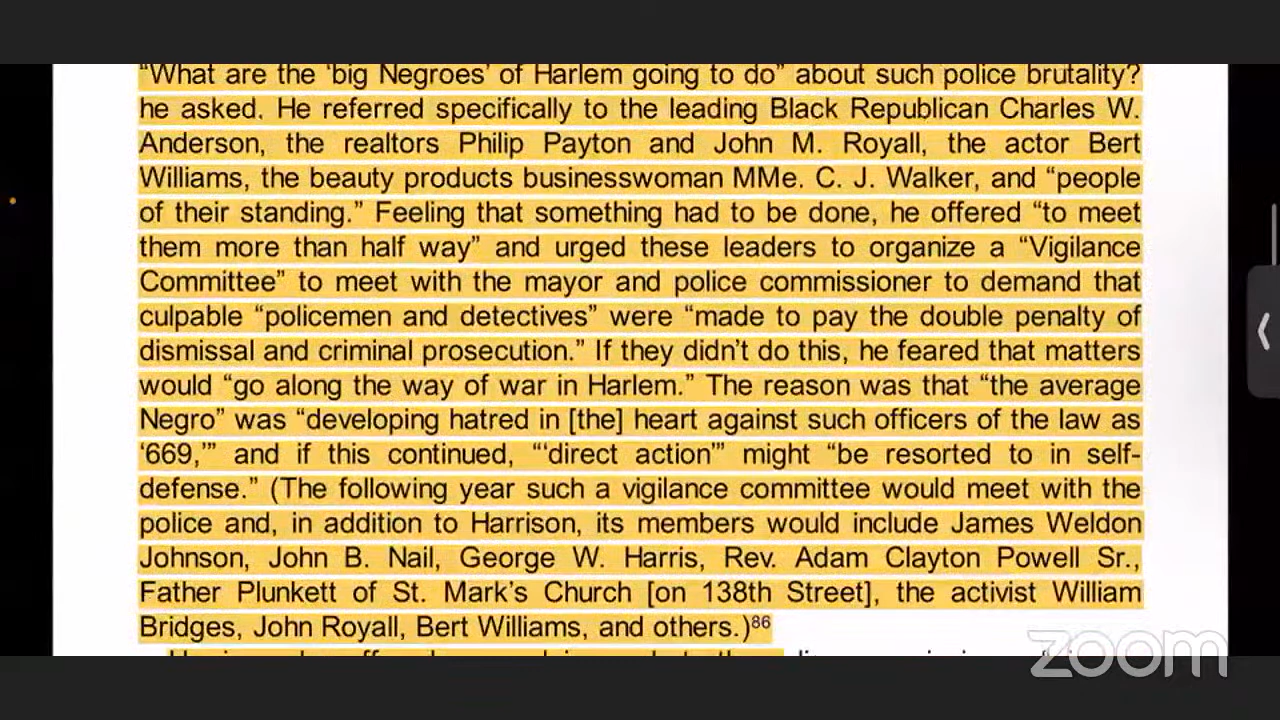 “What are the ‘big Negroes’ of Harlem going to do” about such police brutality?
he asked. He referred specifically to the leading Black Republican Charles W.
Anderson, the realtors Philip Payton and John M. Royall, the actor Bert
Williams, the beauty products businesswoman MMe. C. J. Walker, and “people
of their standing.” Feeling that something had to be done, he offered “to meet
them more than half way” and urged these leaders to organize a “Vigilance
Committee” to meet with the mayor and police commissioner to demand that
culpable “policemen and detectives” were “made to pay the double penalty of
dismissal and criminal prosecution.” If they didn’t do this, he feared that matters
would “go along the way of war in Harlem.” The reason was that “the average
Negro” was “developing hatred in [the] heart against such officers of the law as
‘669,’” and if this continued, “‘direct action’” might “be resorted to in self-
defense.” (The following year such a vigilance committee would meet with the
police and, in addition to Harrison, its members would include James Weldon
Johnson, John B. Nail, George W. Harris, Rev. Adam Clayton Powell Sr.,
Father Plunkett of St. Mark’s Church [on 138th Street], the activist William
Bridges, John Royall, Bert Williams, and others.)86
zoom